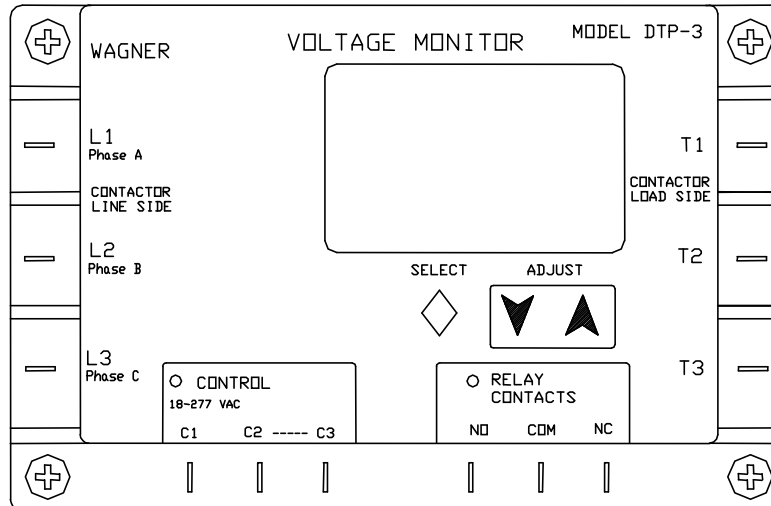 WAGNER
VOLTAGE MONITOR
MODEL DTP-3
L1
Phase A
CONTACTOR
LINE SIDE
L2
Phase B
L3
Phase C
T1
CONTACTOR
LOAD SIDE
T2
T3
SELECT
ADJUST
CONTROL
18-277 VAC
C1 C2 ----- C3
RELAY
CONTACTS
NO COM NC